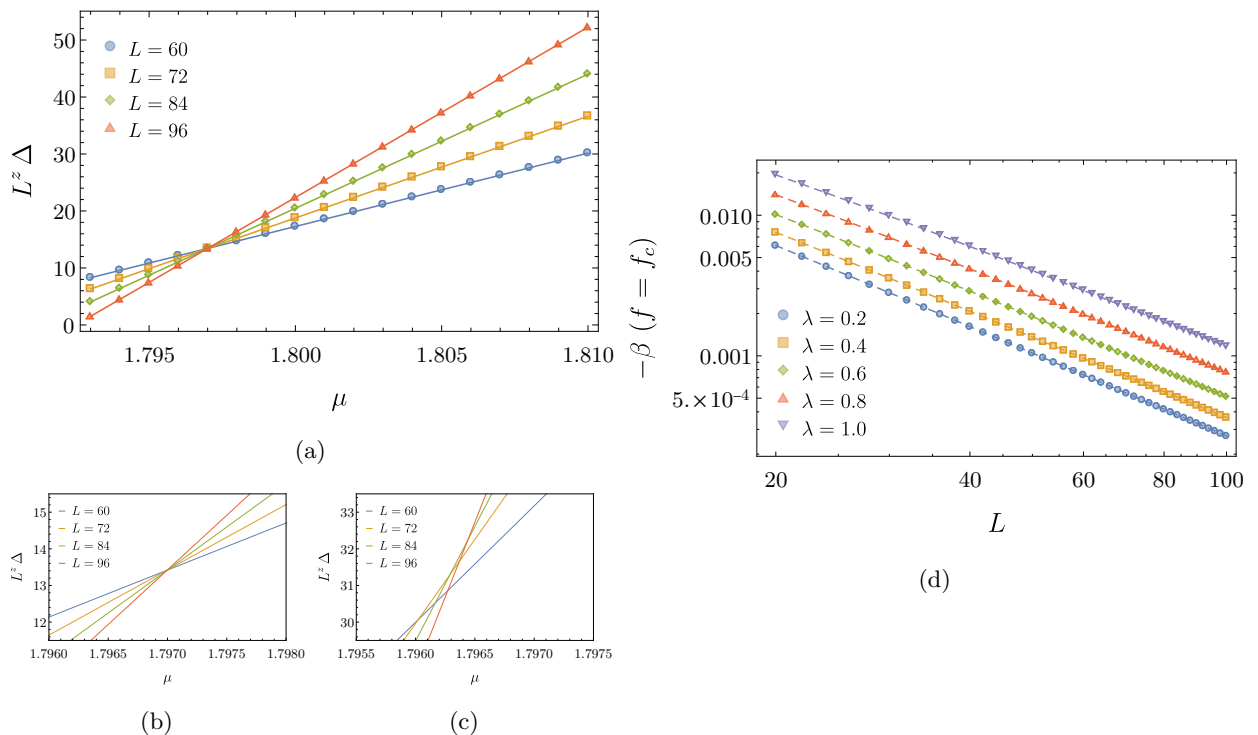 L = 60
L = 72
L = 84
L = 96
50
40
30
20
10
0
L^z Δ
1.795 1.800 1.805 1.810
μ
(a)
L = 60
L = 72
L = 84
L = 96
15
14
13
12
L^z Δ
1.7960 1.7965 1.7970 1.7975 1.7980
μ
(b)
L = 60
L = 72
L = 84
L = 96
33
32
31
30
L^z Δ
1.7955 1.7960 1.7965 1.7970 1.7975
μ
(c)
0.010
0.005
0.001
5.×10⁻⁴
−β (f = f_c)
λ = 0.2
λ = 0.4
λ = 0.6
λ = 0.8
λ = 1.0
20 40 60 80 100
L
(d)